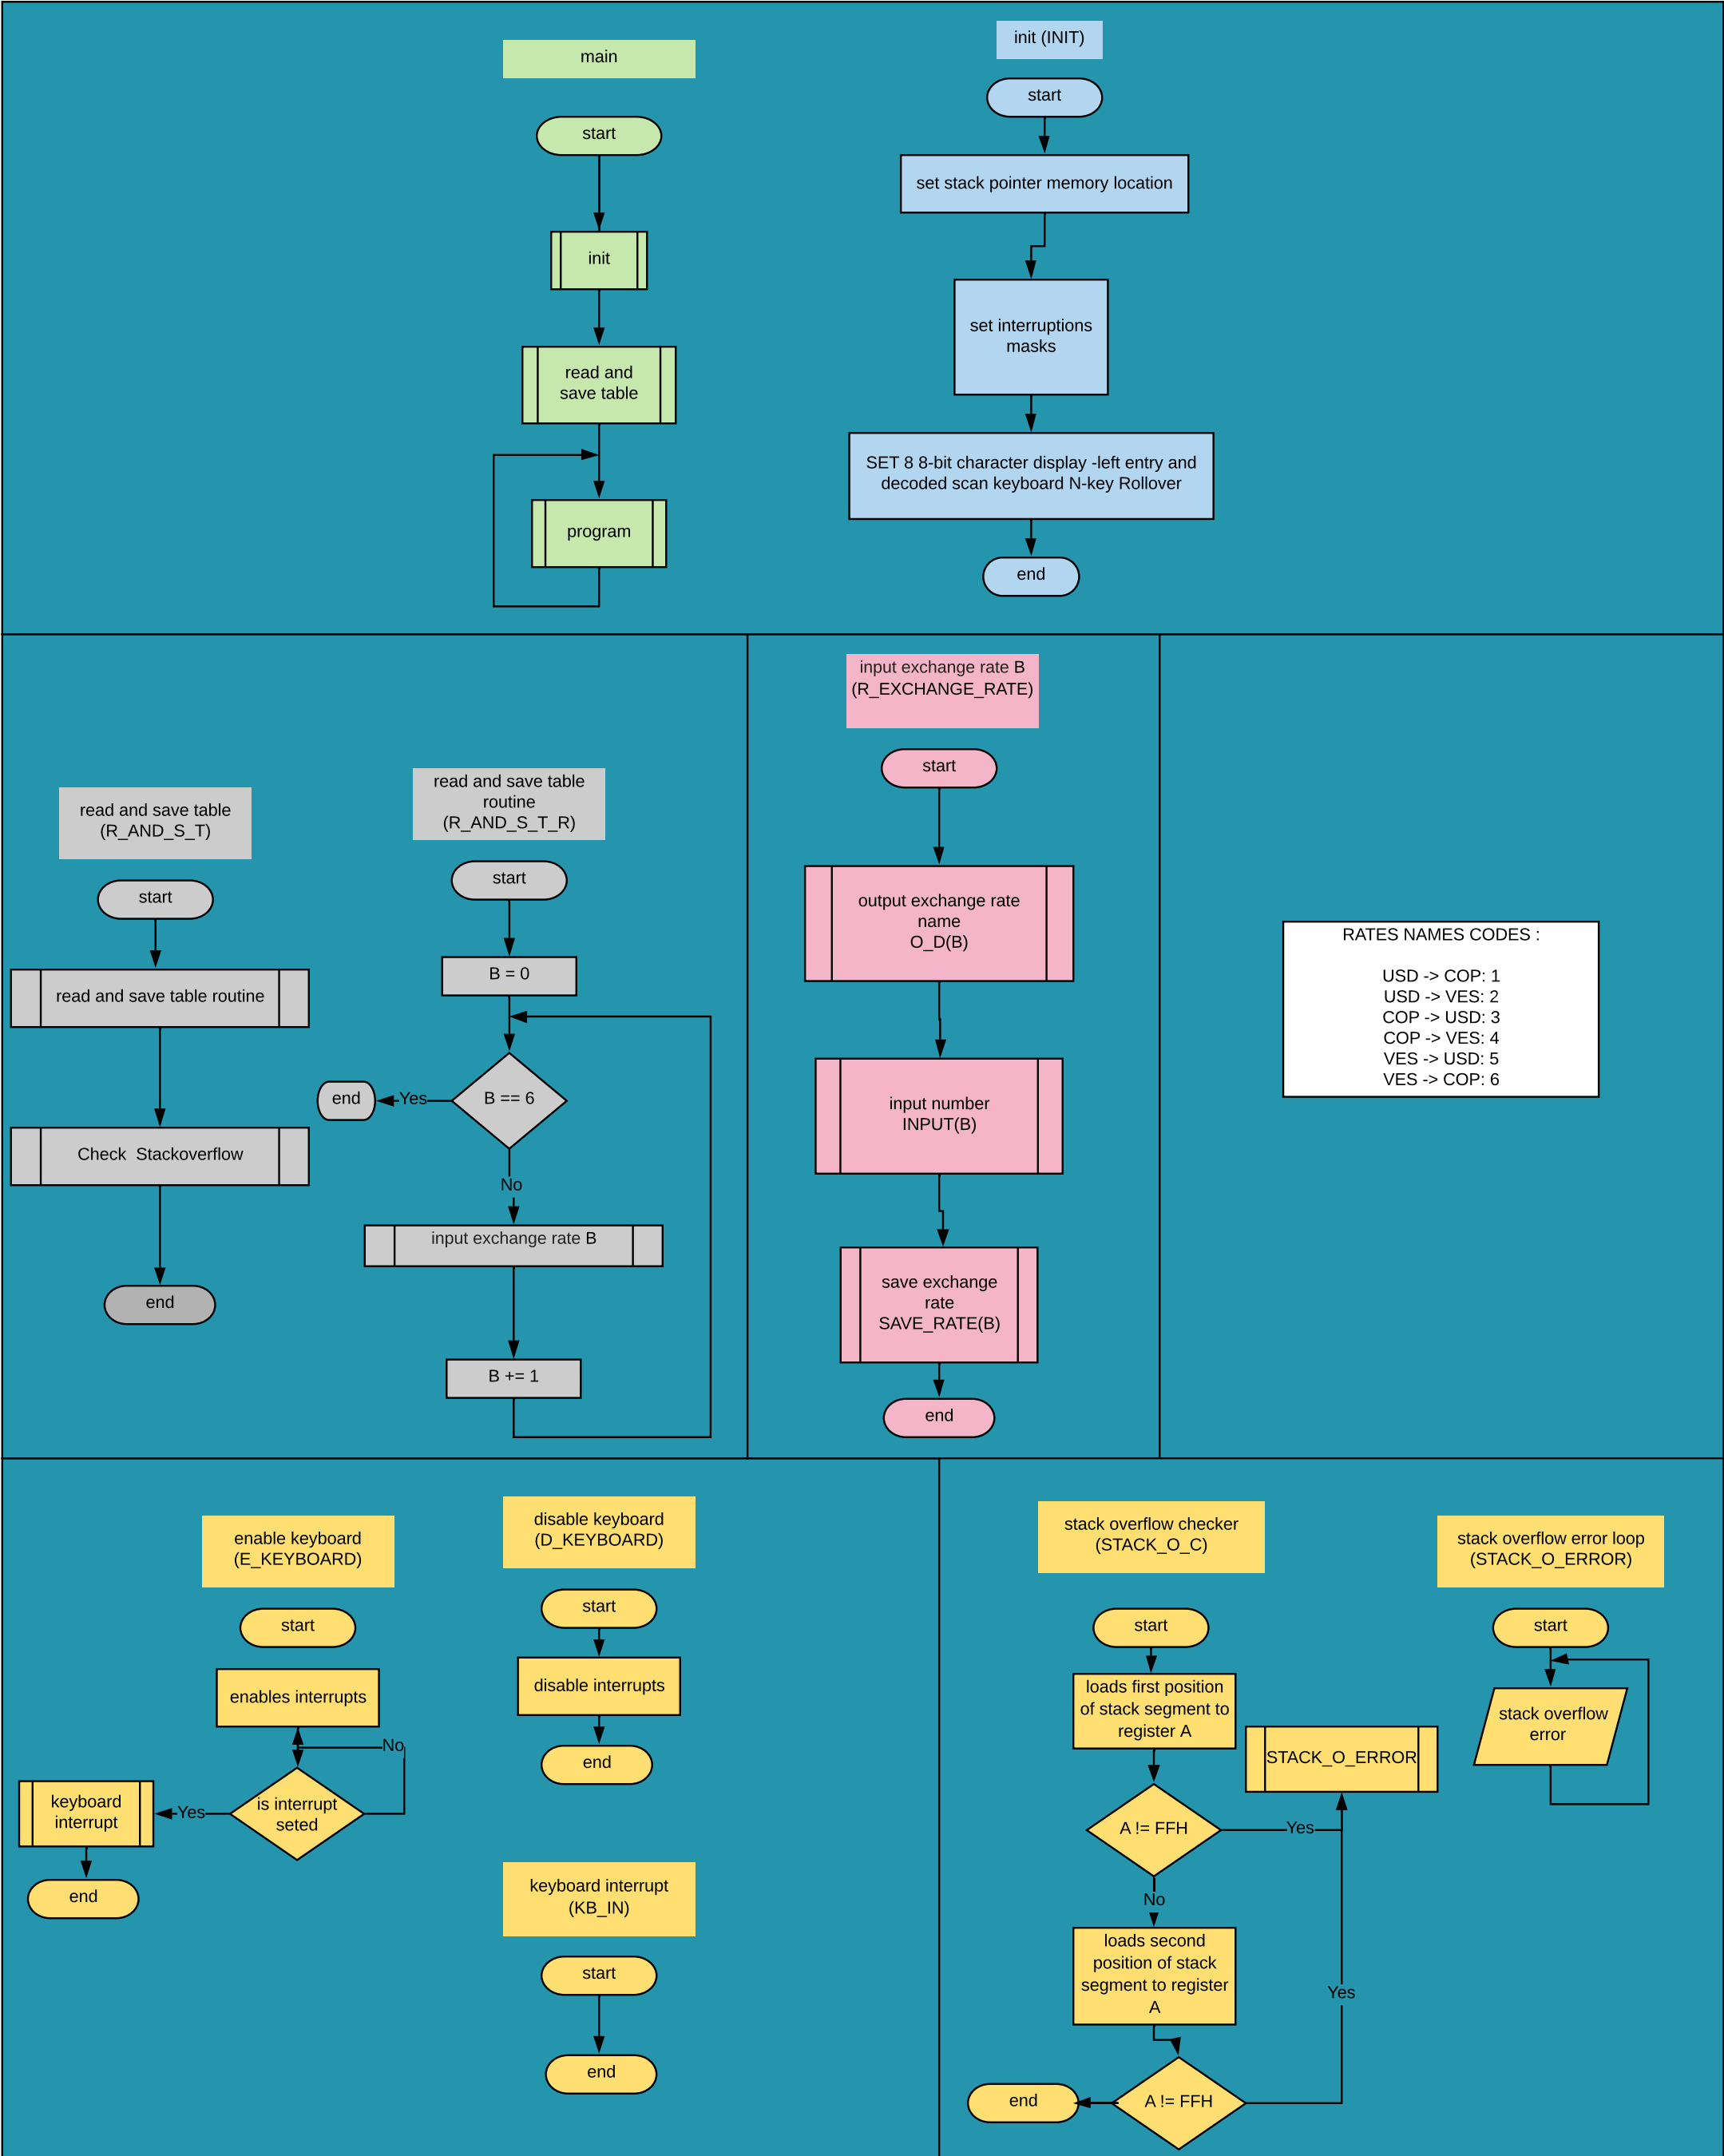 main
start
init
read and
save table
program
init (INIT)
start
set stack pointer memory location
set interruptions
masks
SET 8 8-bit character display -left entry and
decoded scan keyboard N-key Rollover
end
read and save table
(R_AND_S_T)
start
read and save table routine
Check  Stackoverflow
end
read and save table
routine
(R_AND_S_T_R)
start
B = 0
B == 6
Yes
end
No
input exchange rate B
B += 1
input exchange rate B
(R_EXCHANGE_RATE)
start
output exchange rate
name
O_D(B)
input number
INPUT(B)
save exchange
rate
SAVE_RATE(B)
end
RATES NAMES CODES :
USD -> COP: 1
USD -> VES: 2
COP -> USD: 3
COP -> VES: 4
VES -> USD: 5
VES -> COP: 6
enable keyboard
(E_KEYBOARD)
start
enables interrupts
No
is interrupt
seted
Yes
keyboard
interrupt
end
disable keyboard
(D_KEYBOARD)
start
disable interrupts
end
keyboard interrupt
(KB_IN)
start
end
stack overflow checker
(STACK_O_C)
start
loads first position
of stack segment to
register A
A != FFH
Yes
STACK_O_ERROR
No
loads second
position of stack
segment to register
A
Yes
A != FFH
end
stack overflow error loop
(STACK_O_ERROR)
start
stack overflow
error